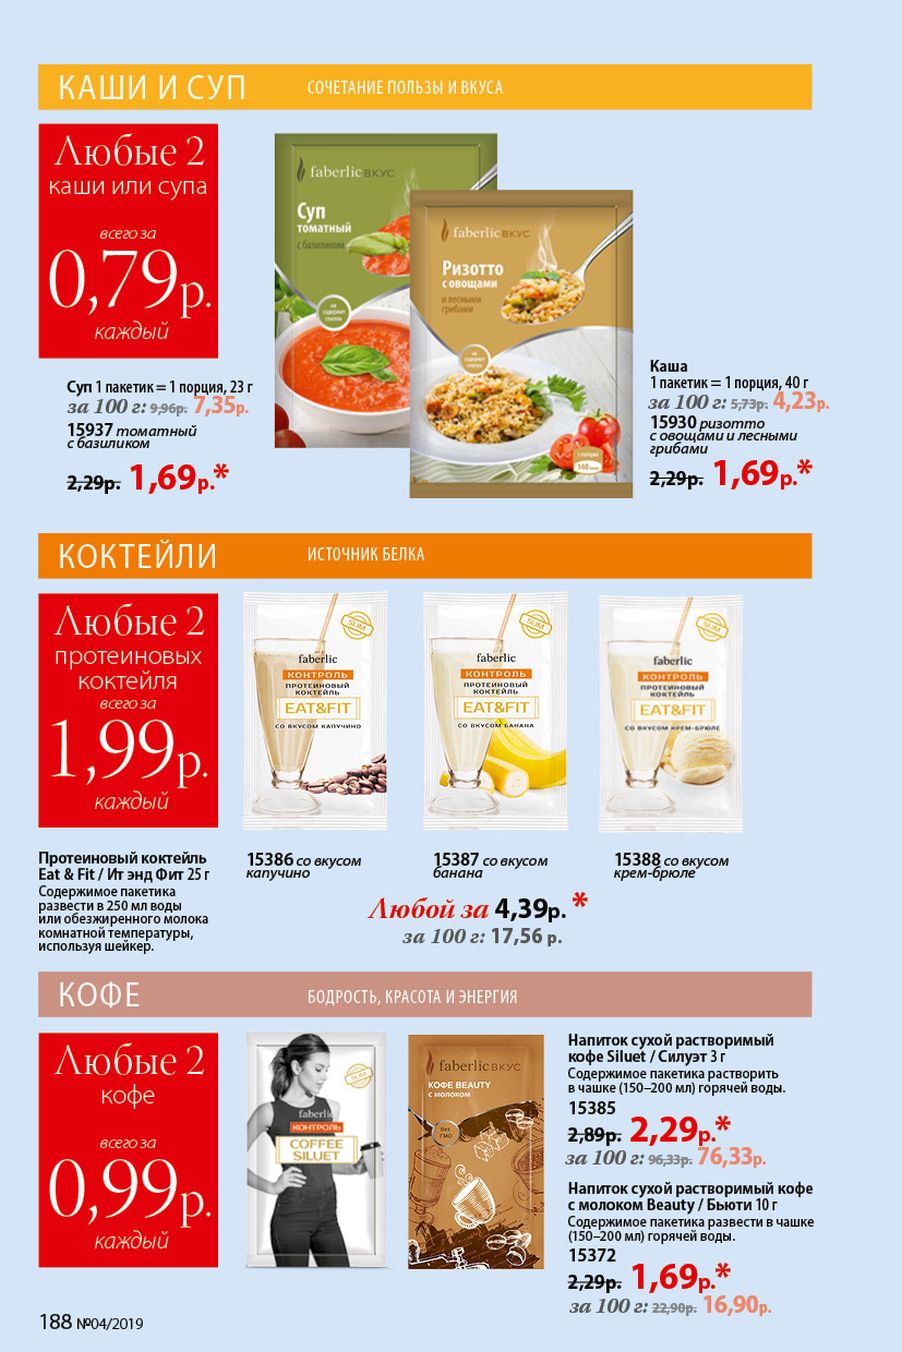 КАШИ И СУП
СОЧЕТАНИЕ ПОЛЬЗЫ И ВКУСА
Любые 2
каши или супа
всего за
0,79р.
каждый
faberlic ВКУС
Суп
томатный
с базиликом
не
содержит
глютен
faberlic ВКУС
Ризотто
с овощами
и лесными
грибами
1 порция
Суп 1 пакетик = 1 порция, 23 г
за 100 г: 9,96р. 7,35р.
15937 томатный
с базиликом
2,29р. 1,69р.*
Каша
1 пакетик = 1 порция, 40 г
за 100 г: 5,73р. 4,23р.
15930 ризотто
с овощами и лесными
грибами
2,29р. 1,69р.*
КОКТЕЙЛИ
ИСТОЧНИК БЕЛКА
Любые 2
протеиновых
коктейля
всего за
1,99р.
каждый
SLIM
faberlic
КОНТРОЛЬ
ПРОТЕИНОВЫЙ
КОКТЕЙЛЬ
EAT&FIT
СО ВКУСОМ КАПУЧИНО
SLIM
faberlic
КОНТРОЛЬ
ПРОТЕИНОВЫЙ
КОКТЕЙЛЬ
EAT&FIT
СО ВКУСОМ БАНАНА
SLIM
faberlic
КОНТРОЛЬ
ПРОТЕИНОВЫЙ
КОКТЕЙЛЬ
EAT&FIT
СО ВКУСОМ КРЕМ-БРЮЛЕ
Протеиновый коктейль
Eat & Fit / Ит энд Фит 25 г
Содержимое пакетика
развести в 250 мл воды
или обезжиренного молока
комнатной температуры,
используя шейкер.
15386 со вкусом
капучино
15387 со вкусом
банана
15388 со вкусом
крем-брюле
Любой за 4,39р.*
за 100 г: 17,56 р.
КОФЕ
БОДРОСТЬ, КРАСОТА И ЭНЕРГИЯ
Любые 2
кофе
всего за
0,99р.
каждый
SLIM
faberlic
КОНТРОЛЬ
COFFEE
SILUET
faberlic ВКУС
КОФЕ BEAUTY
С МОЛОКОМ
без
ГМО
Напиток сухой растворимый
кофе Siluet / Силуэт 3 г
Содержимое пакетика растворить
в чашке (150–200 мл) горячей воды.
15385
2,89р. 2,29р.*
за 100 г: 96,33р. 76,33р.
Напиток сухой растворимый кофе
с молоком Beauty / Бьюти 10 г
Содержимое пакетика развести в чашке
(150–200 мл) горячей воды.
15372
2,29р. 1,69р.*
за 100 г: 22,90р. 16,90р.
188 №04/2019